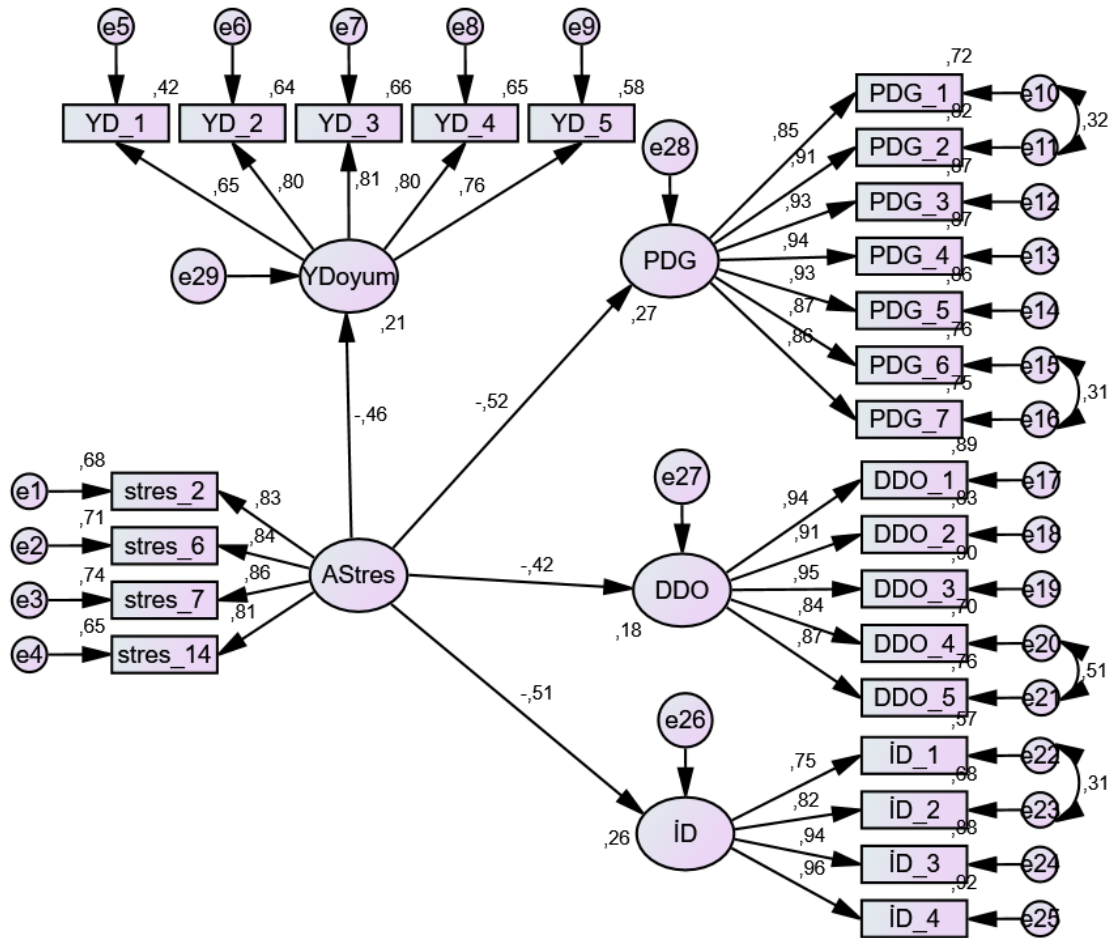 e5 e6 e7 e8 e9
,42 ,64 ,66 ,65 ,58
YD_1 YD_2 YD_3 YD_4 YD_5
,65 ,80 ,81 ,80 ,76
e29 YDoyum
,21
-,46
,68
e1 stres_2 ,83
,71
e2 stres_6 ,84
,74
e3 stres_7 ,86
,65
e4 stres_14 ,81
AStres
-,52
-,42
-,51
e28
PDG
,27
,72
,85 PDG_1 e10
,82
,91 PDG_2 e11
,32
,87
,93 PDG_3 e12
,87
,94 PDG_4 e13
,86
,93 PDG_5 e14
,76
,87 PDG_6 e15
,75
,86 PDG_7 e16
,31
e27
DDO
,18
,89
,94 DDO_1 e17
,83
,91 DDO_2 e18
,90
,95 DDO_3 e19
,70
,84 DDO_4 e20
,76
,87 DDO_5 e21
,51
e26
İD
,26
,57
,75 İD_1 e22
,68
,82 İD_2 e23
,31
,88
,94 İD_3 e24
,92
,96 İD_4 e25